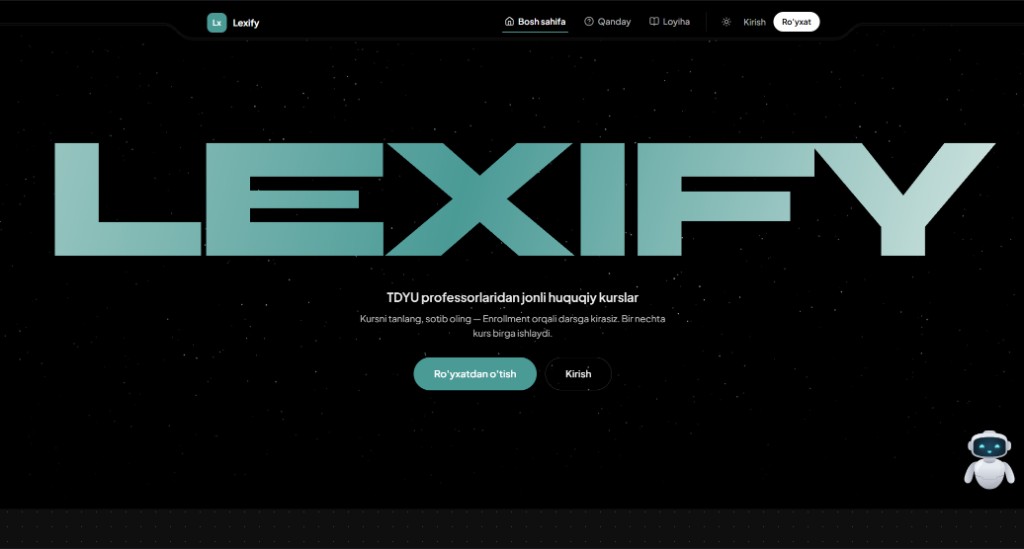 Lx Lexify
Bosh sahifa
Qanday
Loyiha
Kirish
Ro'yxat
LEXIFY
TDYU professorlaridan jonli huquqiy kurslar
Kursni tanlang, sotib oling — Enrollment orqali darsga kirasiz. Bir nechta
kurs birga ishlaydi.
Ro'yxatdan o'tish
Kirish